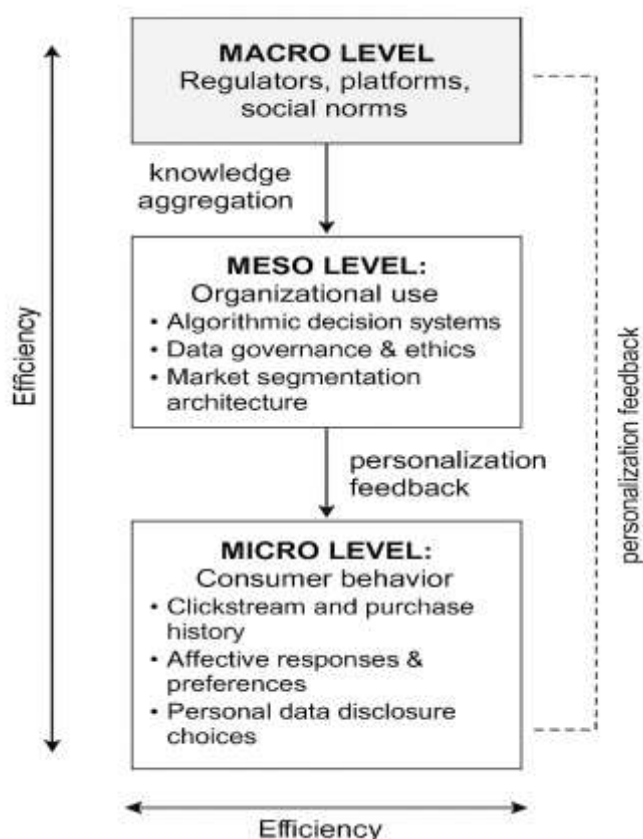 MACRO LEVEL
Regulators, platforms,
social norms
knowledge
aggregation
MESO LEVEL:
Organizational use
• Algorithmic decision systems
• Data governance & ethics
• Market segmentation
architecture
personalization
feedback
MICRO LEVEL:
Consumer behavior
• Clickstream and purchase
history
• Affective responses &
preferences
• Personal data disclosure
choices
Efficiency
Efficiency
personalization feedback